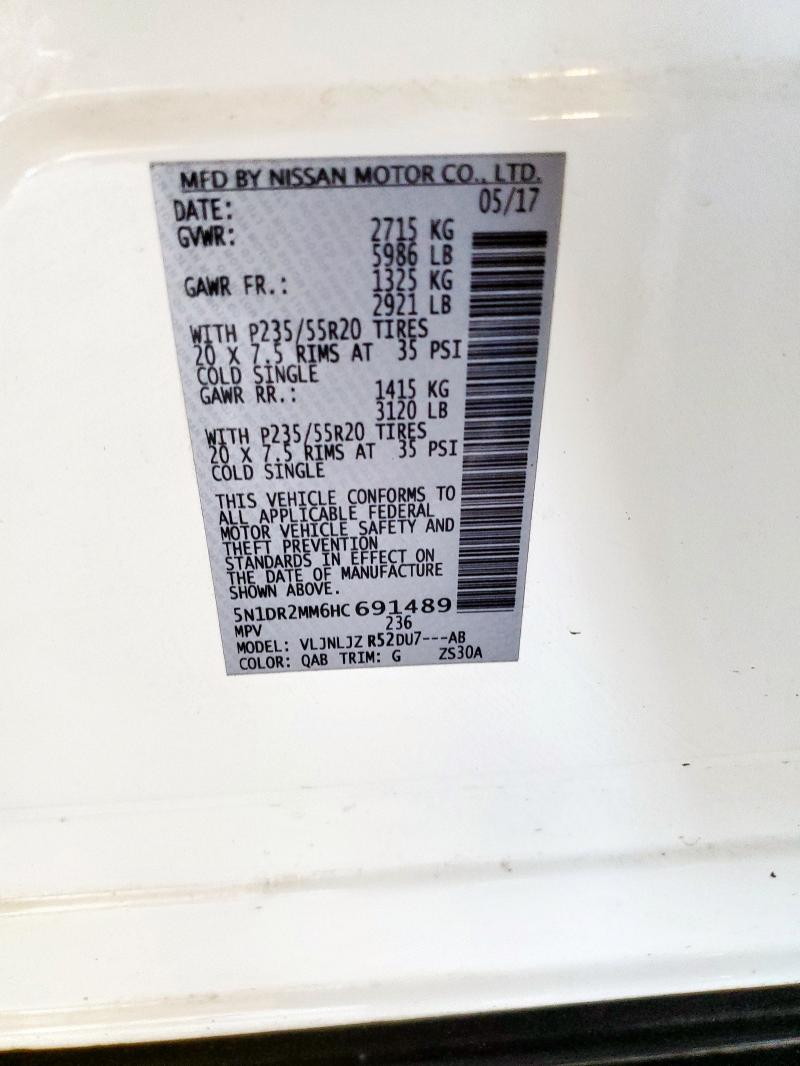 MFD BY NISSAN MOTOR CO., LTD.
DATE: 05/17
GVWR: 2715 KG
5986 LB
GAWR FR.: 1325 KG
2921 LB
WITH P235/55R20 TIRES
20 X 7.5 RIMS AT 35 PSI
COLD SINGLE
GAWR RR.: 1415 KG
3120 LB
WITH P235/55R20 TIRES
20 X 7.5 RIMS AT 35 PSI
COLD SINGLE
THIS VEHICLE CONFORMS TO
ALL APPLICABLE FEDERAL
MOTOR VEHICLE SAFETY AND
THEFT PREVENTION
STANDARDS IN EFFECT ON
THE DATE OF MANUFACTURE
SHOWN ABOVE.
5N1DR2MM6HC691489
MPV 236
MODEL: VLJNLJZ R52DU7---AB
COLOR: QAB TRIM: G ZS30A